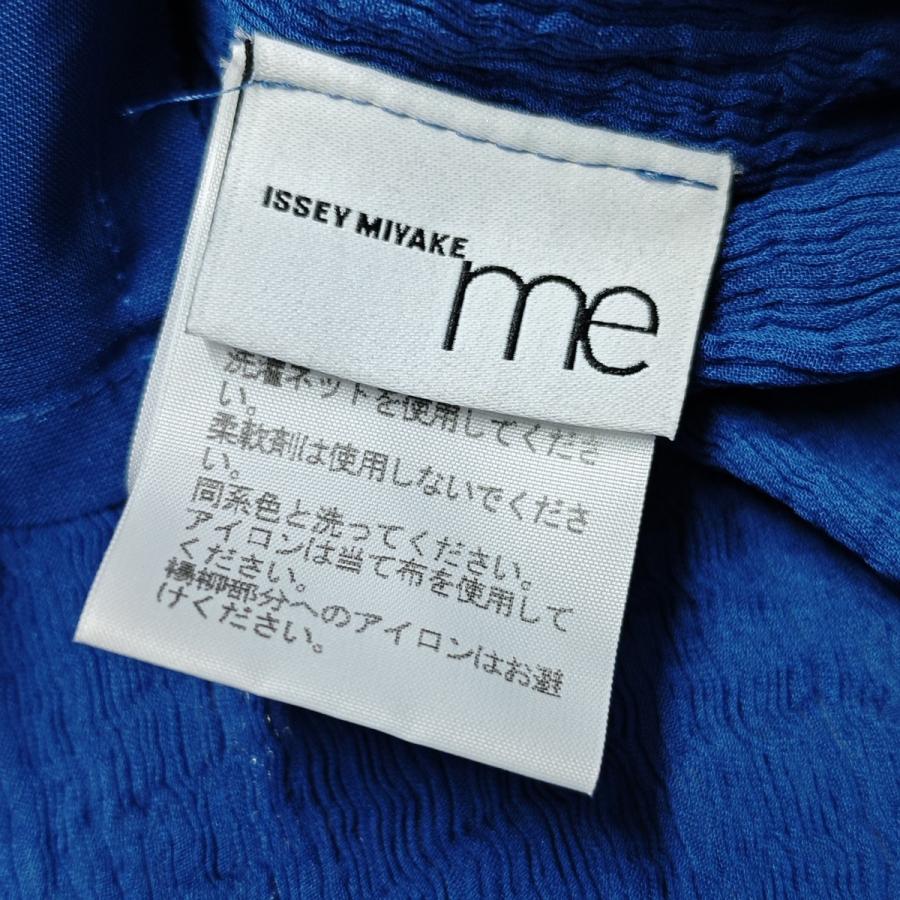 ISSEY MIYAKE
me
洗濯ネットを使用してくださ
い。
柔軟剤は使用しないでくださ
い。
同系色と洗ってください。
アイロンは当て布を使用して
ください。
楊柳部分へのアイロンはお避
けください。